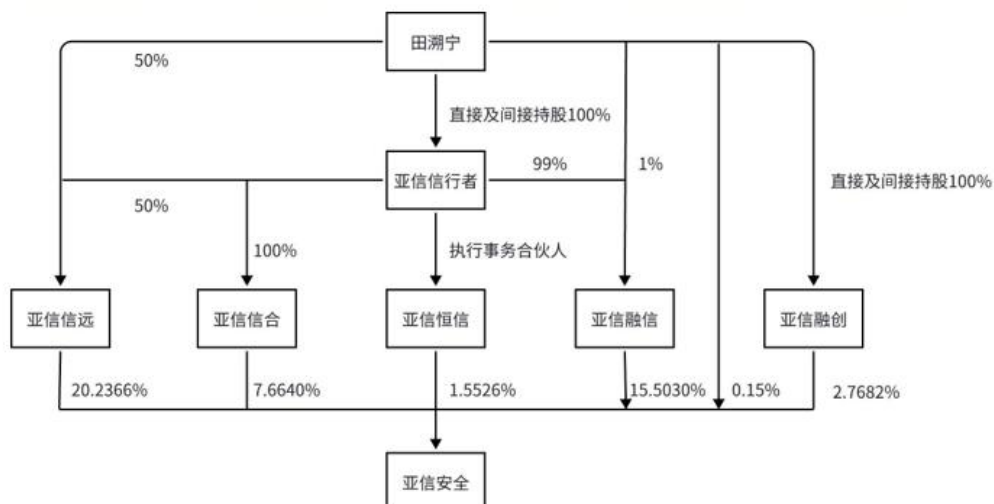 田溯宁
50%
直接及间接持股100%
亚信信行者
99%
1%
直接及间接持股100%
50%
100%
执行事务合伙人
亚信信远
亚信信合
亚信恒信
亚信融信
亚信融创
20.2366%
7.6640%
1.5526%
15.5030%
0.15%
2.7682%
亚信安全